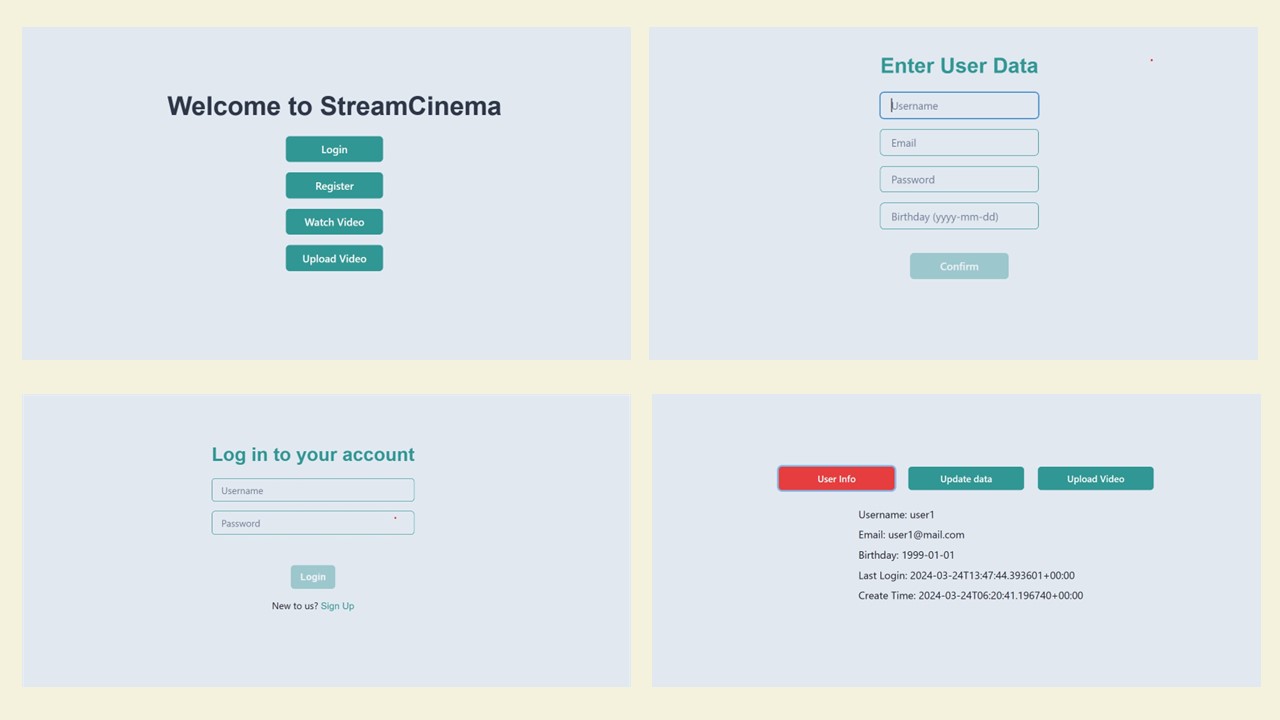 Welcome to StreamCinema
Login
Register
Watch Video
Upload Video
Enter User Data
Username
Email
Password
Birthday (yyyy-mm-dd)
Confirm
Log in to your account
Username
Password
Login
New to us? Sign Up
User Info
Update data
Upload Video
Username: user1
Email: user1@mail.com
Birthday: 1999-01-01
Last Login: 2024-03-24T13:47:44.393601+00:00
Create Time: 2024-03-24T06:20:41.196740+00:00